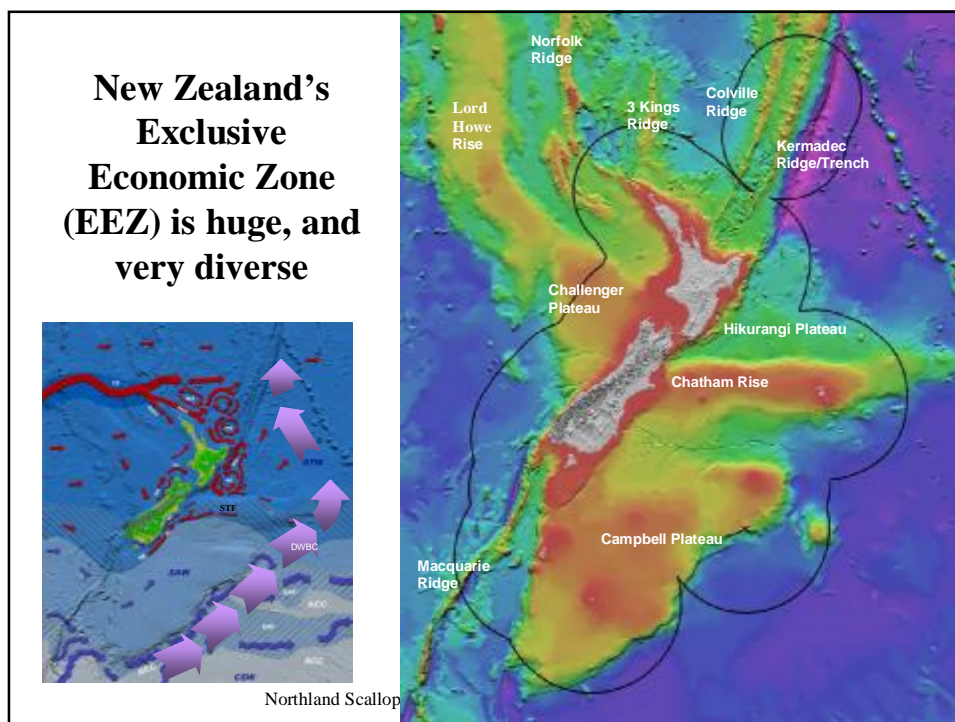 New Zealand's
Exclusive
Economic Zone
(EEZ) is huge, and
very diverse
Norfolk
Ridge
Lord
Howe
Rise
3 Kings
Ridge
Colville
Ridge
Kermadec
Ridge/Trench
Challenger
Plateau
Hikurangi Plateau
Chatham Rise
Campbell Plateau
Macquarie
Ridge
STF
DWBC
SAW
Northland Scallop